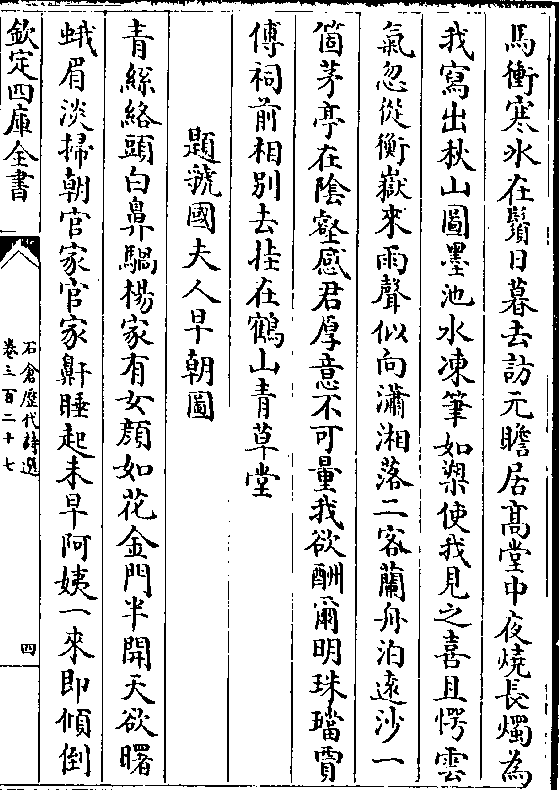 馬衝寒氷在鬚日暮去訪元瞻居髙堂中夜燒長燭為
我寫出秋山圖墨池水凍筆如槊使我見之喜且愕雲
氣忽從衡嶽來雨聲似向瀟湘落二客蘭舟泊遠沙一
箇茅亭在陰壑感君厚意不可量我欲酬爾明珠璫賈
傅祠前相别去挂在鶴山青草堂
題虢國夫人早朝圖
青絲絡頭白鼻騧楊家有女顔如花金門半開天欲曙
蛾眉淡掃朝官家官家鼾睡起未早阿姨一來即傾倒
欽定四庫全書
石倉歴代詩選
卷三百二十七
四